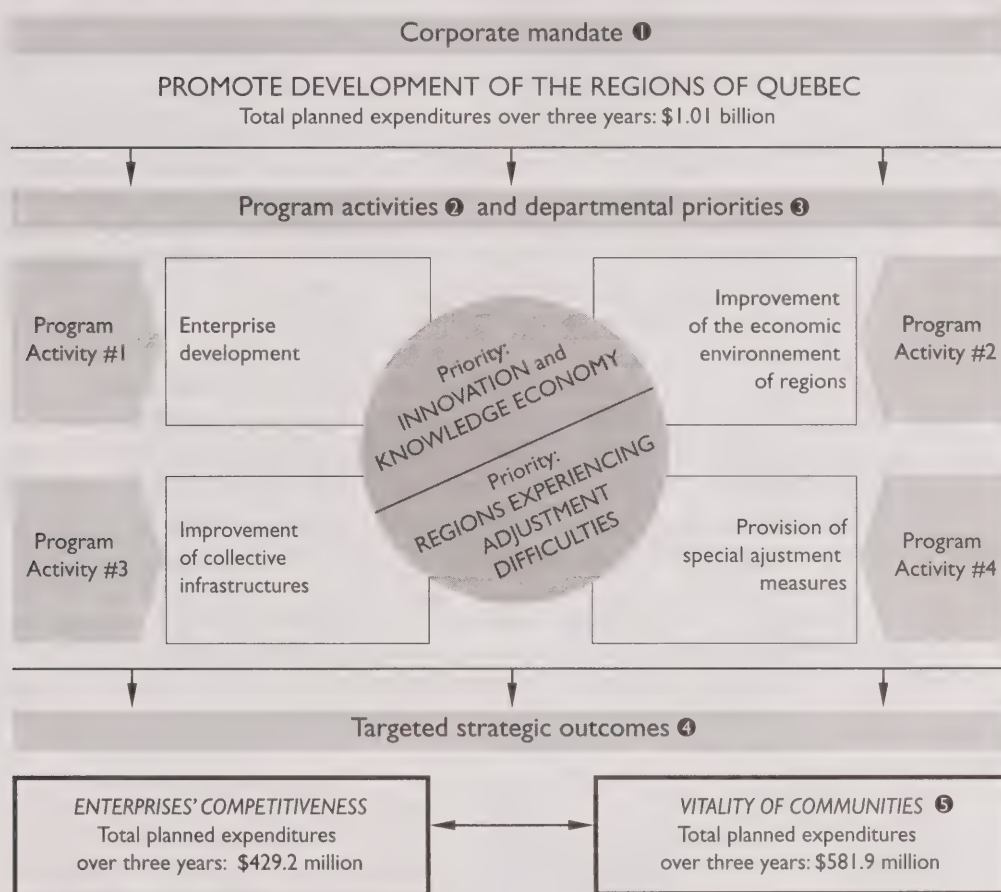 Corporate mandate ❶
PROMOTE DEVELOPMENT OF THE REGIONS OF QUEBEC
Total planned expenditures over three years: $1.01 billion
Program activities ❷ and departmental priorities ❸
Program
Activity #1
Enterprise
development
Priority:
INNOVATION and
KNOWLEDGE ECONOMY
Improvement
of the economic
environnement
of regions
Program
Activity #2
Program
Activity #3
Improvement
of collective
infrastructures
Priority:
REGIONS EXPERIENCING
ADJUSTMENT
DIFFICULTIES
Provision of
special ajustment
measures
Program
Activity #4
Targeted strategic outcomes ❹
ENTERPRISES' COMPETITIVENESS
Total planned expenditures
over three years: $429.2 million
VITALITY OF COMMUNITIES ❺
Total planned expenditures
over three years: $581.9 million